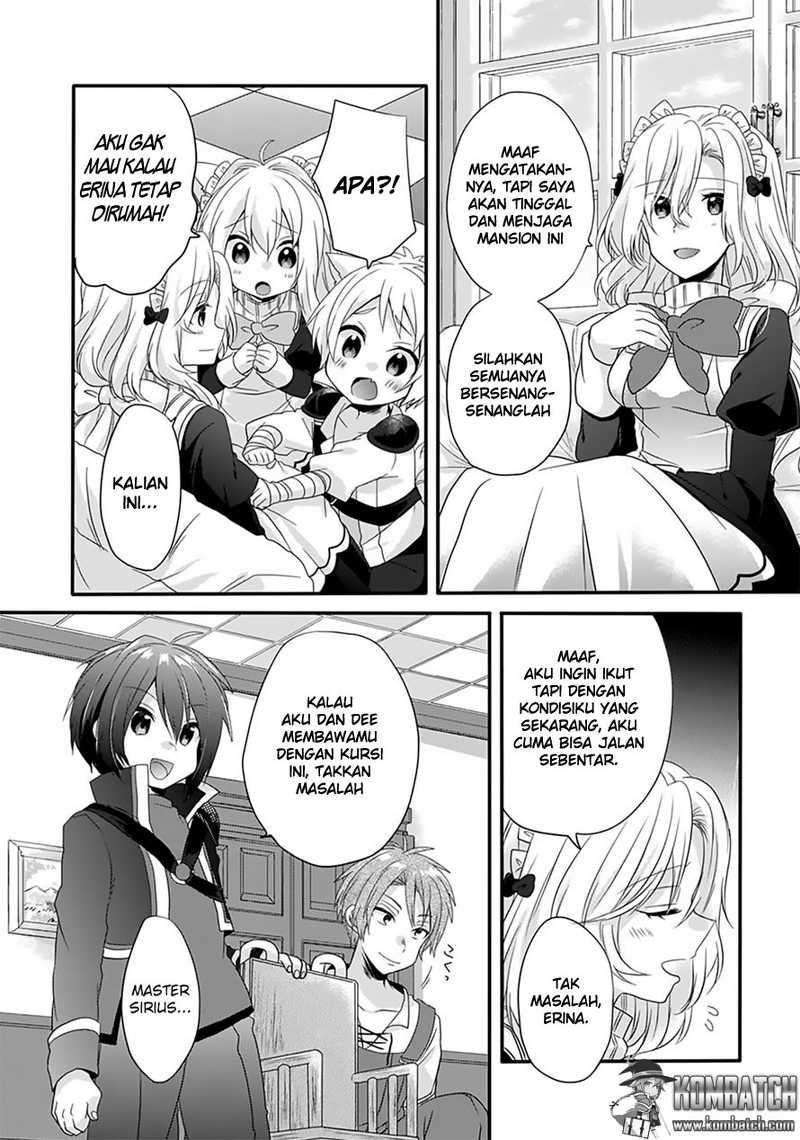 MAAF
MENGATAKAN-
NYA, TAPI SAYA
AKAN TINGGAL
DAN MENJAGA
MANSION INI
SILAHKAN
SEMUANYA
BERSENANG-
SENANGLAH
APA?!
AKU GAK
MAU KALAU
ERINA TETAP
DIRUMAH!
KALIAN
INI...
MAAF,
AKU INGIN IKUT
TAPI DENGAN
KONDISIKU YANG
SEKARANG, AKU
CUMA BISA JALAN
SEBENTAR.
TAK
MASALAH,
ERINA.
KALAU
AKU DAN DEE
MEMBAWAMU
DENGAN KURSI
INI, TAKKAN
MASALAH
MASTER
SIRIUS...
KOMBATCH
www.kombatch.com